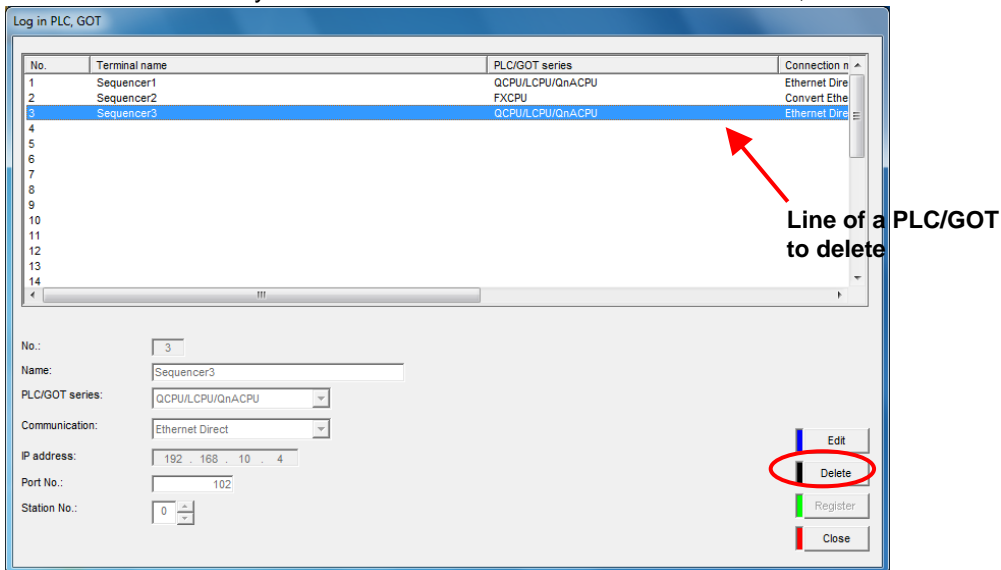 Log in PLC, GOT
No. Terminal name PLC/GOT series Connection n
1 Sequencer1 QCPU/LCPU/QnACPU Ethernet Dire
2 Sequencer2 FXCPU Convert Ethe
3 Sequencer3 QCPU/LCPU/QnACPU Ethernet Dire
4
5
6
7
8
9
10
11
12
13
14
Line of a PLC/GOT
to delete
No.: 3
Name: Sequencer3
PLC/GOT series: QCPU/LCPU/QnACPU
Communication: Ethernet Direct
Edit
IP address: 192 . 168 . 10 . 4
Delete
Port No.: 102
Station No.: 0
Register
Close